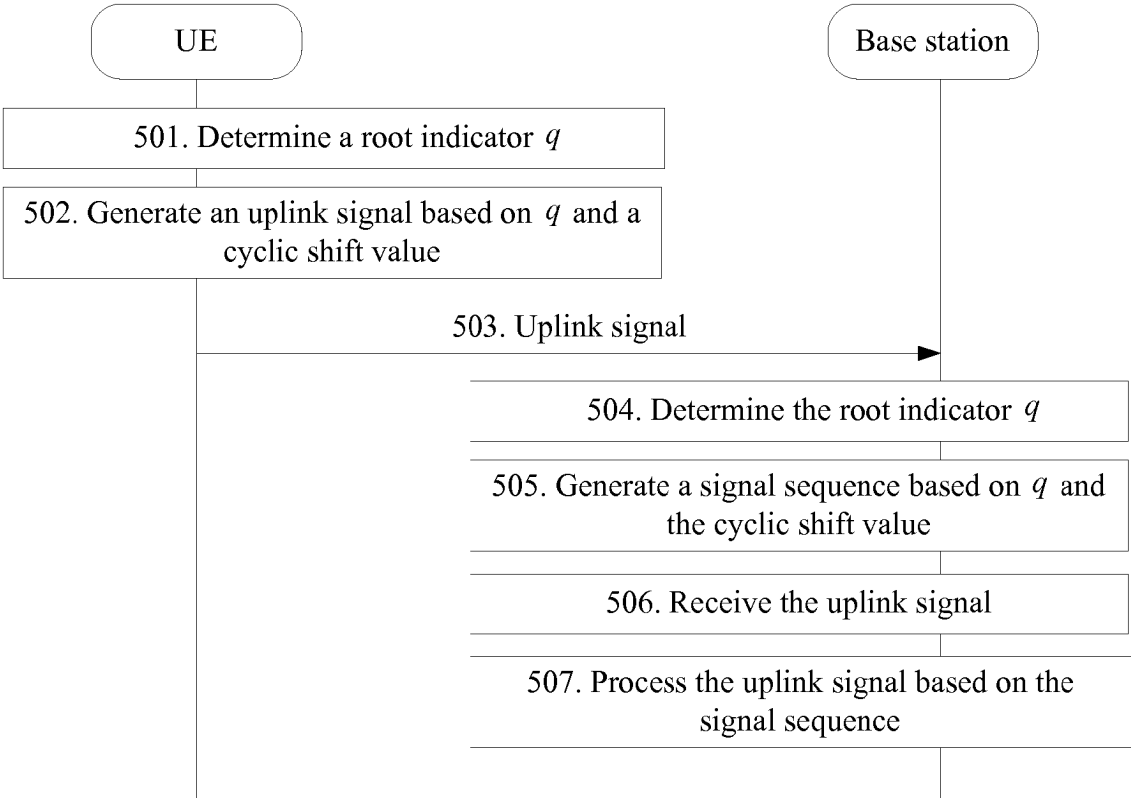 UE
Base station
501. Determine a root indicator q
502. Generate an uplink signal based on q and a
cyclic shift value
503. Uplink signal
504. Determine the root indicator q
505. Generate a signal sequence based on q and
the cyclic shift value
506. Receive the uplink signal
507. Process the uplink signal based on the
signal sequence